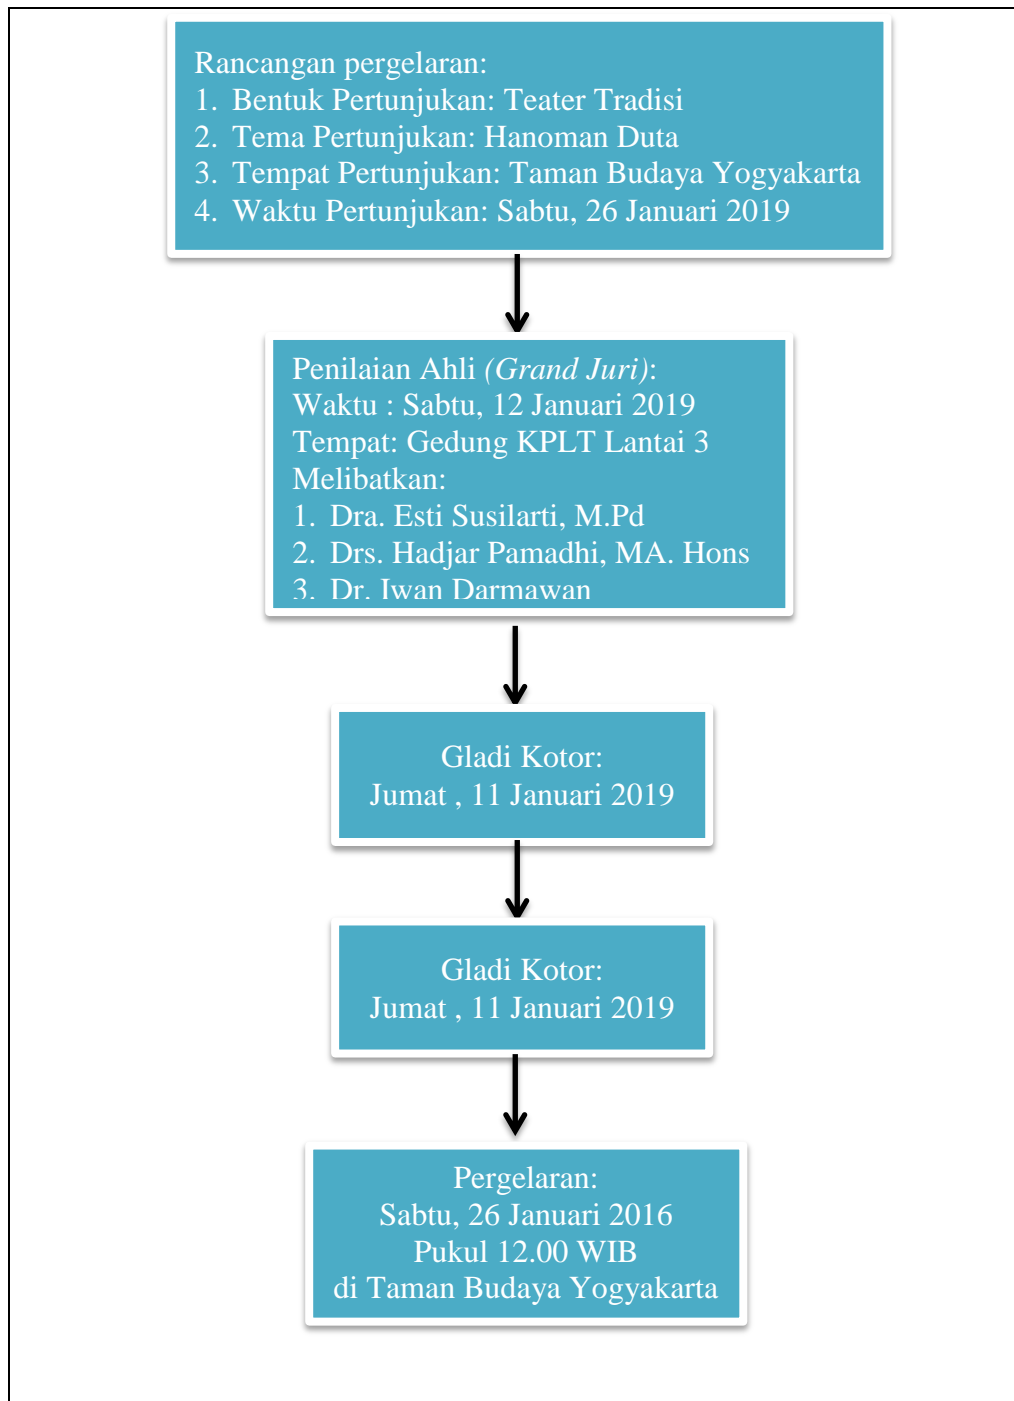 Rancangan pergelaran:
1. Bentuk Pertunjukan: Teater Tradisi
2. Tema Pertunjukan: Hanoman Duta
3. Tempat Pertunjukan: Taman Budaya Yogyakarta
4. Waktu Pertunjukan: Sabtu, 26 Januari 2019
Penilaian Ahli (Grand Juri):
Waktu : Sabtu, 12 Januari 2019
Tempat: Gedung KPLT Lantai 3
Melibatkan:
1. Dra. Esti Susilarti, M.Pd
2. Drs. Hadjar Pamadhi, MA. Hons
3. Dr. Iwan Darmawan
Gladi Kotor:
Jumat , 11 Januari 2019
Gladi Kotor:
Jumat , 11 Januari 2019
Pergelaran:
Sabtu, 26 Januari 2016
Pukul 12.00 WIB
di Taman Budaya Yogyakarta